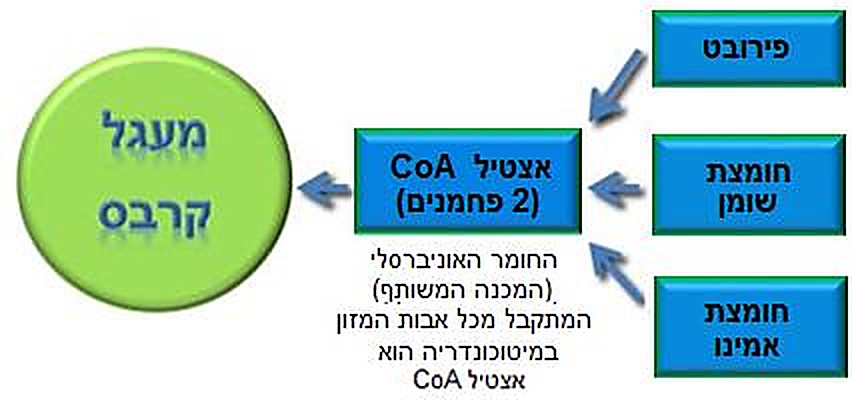 פירובט
חומצת
שומן
חומצת
אמינו
אצטיל CoA
(2 פחמנים)
החומר האוניברסלי
(המכנה המשותף)
המתקבל מכל אבות המזון
במיטוכונדריה הוא
אצטיל CoA
מעגל
קרבס